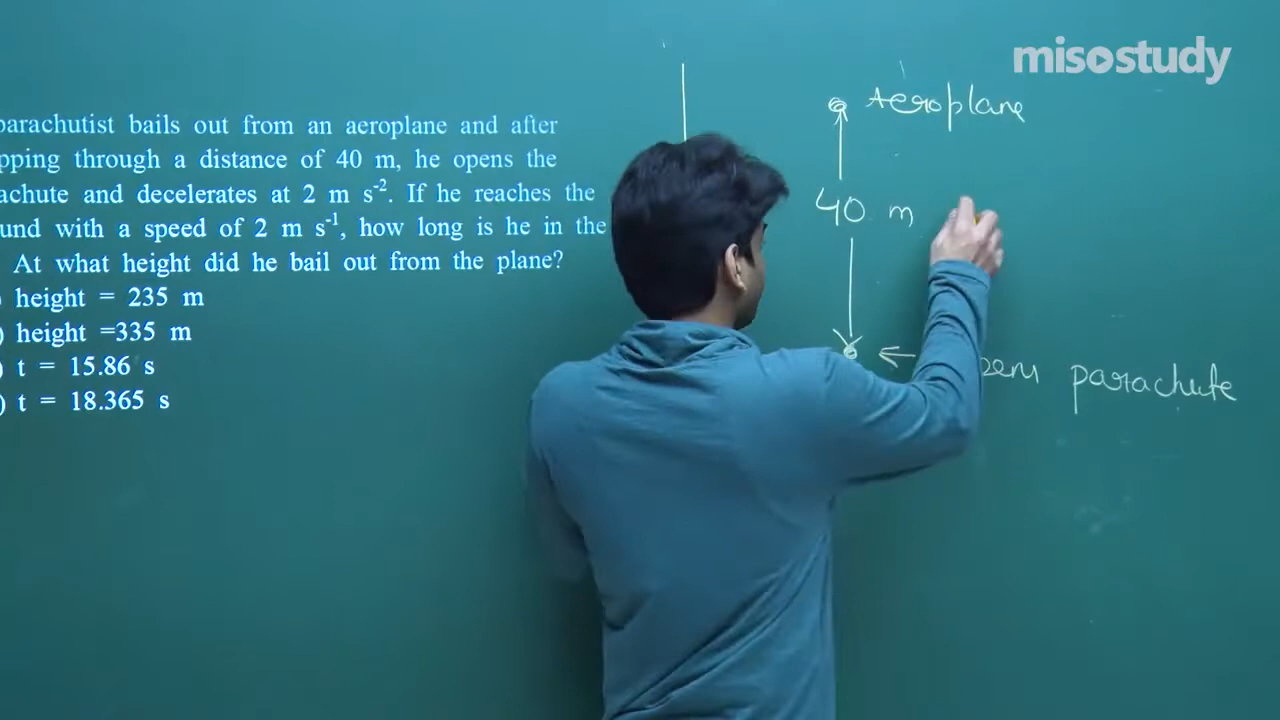 misostudy
parachutist bails out from an aeroplane and after
pping through a distance of 40 m, he opens the
achute and decelerates at 2 m s⁻². If he reaches the
und with a speed of 2 m s⁻¹, how long is he in the
At what height did he bail out from the plane?
) height = 235 m
) height =335 m
) t = 15.86 s
) t = 18.365 s
Aeroplane
40 m
pens parachute